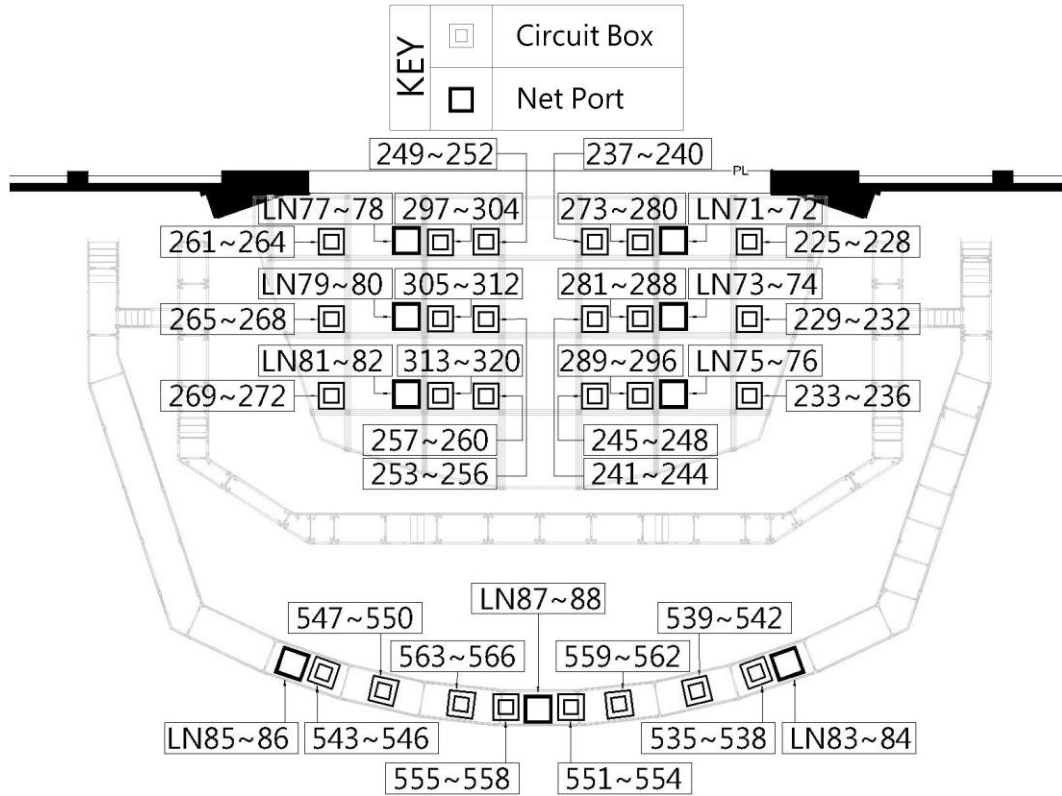 KEY
Circuit Box
Net Port
249~252
237~240
PL
LN77~78
297~304
273~280
LN71~72
261~264
225~228
LN79~80
305~312
281~288
LN73~74
265~268
229~232
LN81~82
313~320
289~296
LN75~76
269~272
233~236
257~260
245~248
253~256
241~244
LN87~88
547~550
539~542
563~566
559~562
LN85~86
543~546
535~538
LN83~84
555~558
551~554